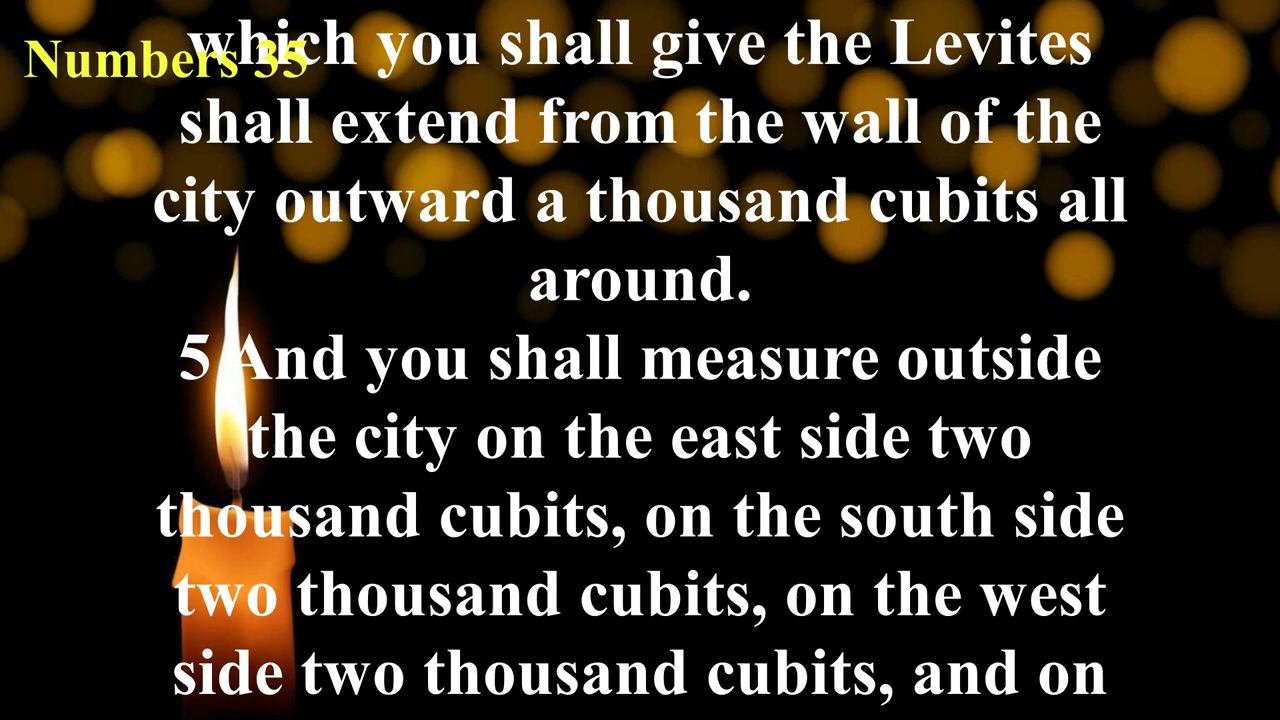 Numbers 35
which you shall give the Levites
shall extend from the wall of the
city outward a thousand cubits all
around.
5 And you shall measure outside
the city on the east side two
thousand cubits, on the south side
two thousand cubits, on the west
side two thousand cubits, and on